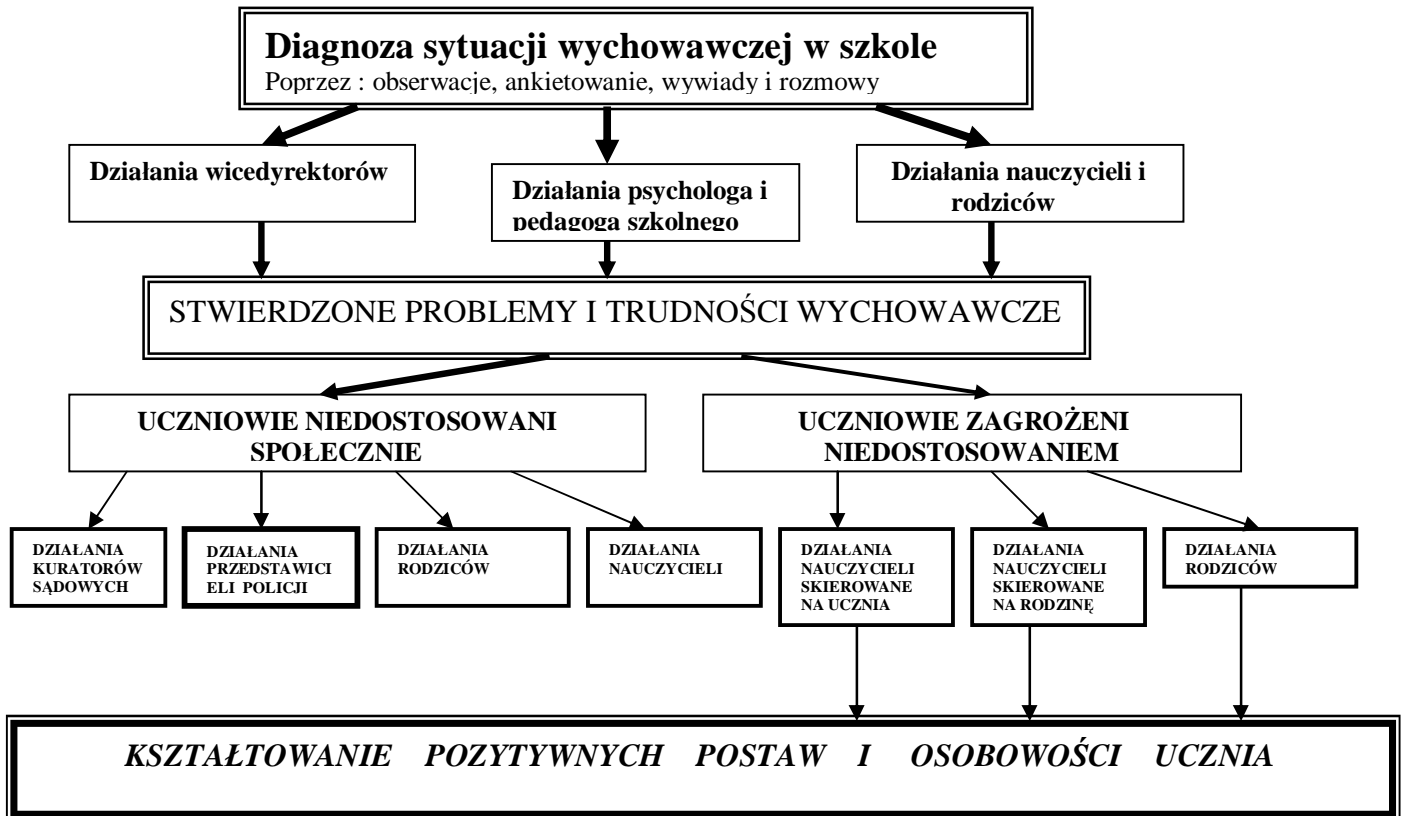 Diagnoza sytuacji wychowawczej w szkole
Poprzez : obserwacje, ankietowanie, wywiady i rozmowy
Działania wicedyrektorów
Działania psychologa i
pedagoga szkolnego
Działania nauczycieli i
rodziców
STWIERDZONE PROBLEMY I TRUDNOŚCI WYCHOWAWCZE
UCZNIOWIE NIEDOSTOSOWANI
SPOŁECZNIE
UCZNIOWIE ZAGROŻENI
NIEDOSTOSOWANIEM
DZIAŁANIA
KURATORÓW
SĄDOWYCH
DZIAŁANIA
PRZEDSTAWICI
ELI POLICJI
DZIAŁANIA
RODZICÓW
DZIAŁANIA
NAUCZYCIELI
DZIAŁANIA
NAUCZYCIELI
SKIEROWANE
NA UCZNIA
DZIAŁANIA
NAUCZYCIELI
SKIEROWANE
NA RODZINĘ
DZIAŁANIA
RODZICÓW
KSZTAŁTOWANIE POZYTYWNYCH POSTAW I OSOBOWOŚCI UCZNIA